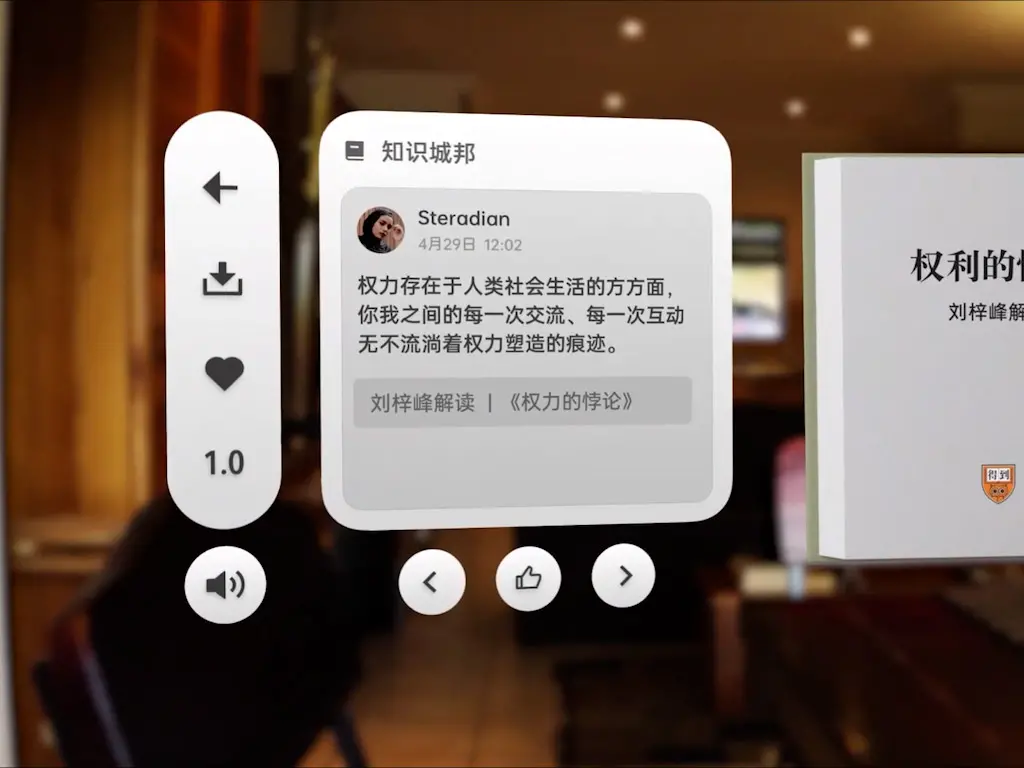 知识城邦
Steradian
4月29日 12:02
权力存在于人类社会生活的方方面，
你我之间的每一次交流、每一次互动
无不流淌着权力塑造的痕迹。
刘梓峰解读 | 《权力的悖论》
1.0
权利的悖
刘梓峰解
得到